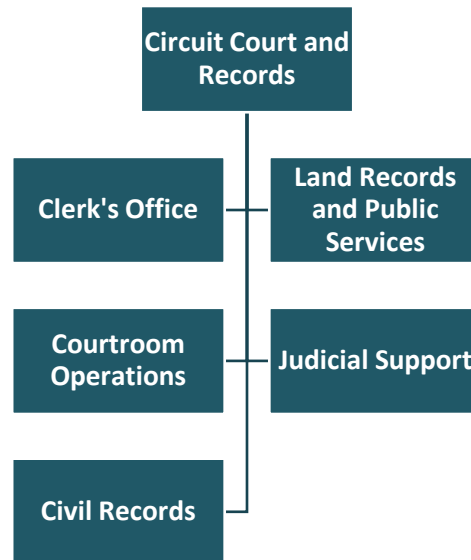 Circuit Court and
Records
Clerk's Office
Land Records
and Public
Services
Courtroom
Operations
Judicial Support
Civil Records